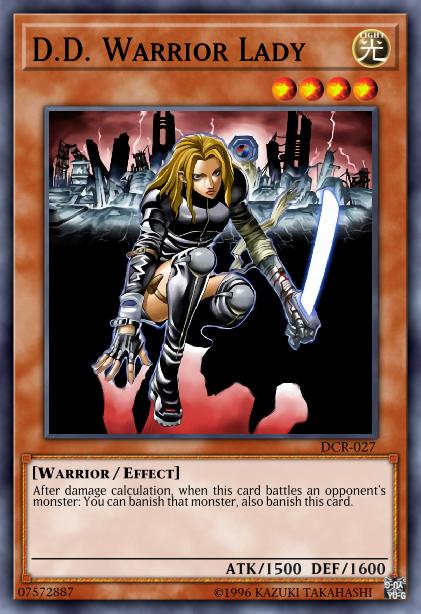 D.D. WARRIOR LADY
LIGHT
光
DCR-027
[WARRIOR / EFFECT]
After damage calculation, when this card battles an opponent's
monster: You can banish that monster, also banish this card.
ATK/1500 DEF/1600
07572887
©1996 KAZUKI TAKAHASHI